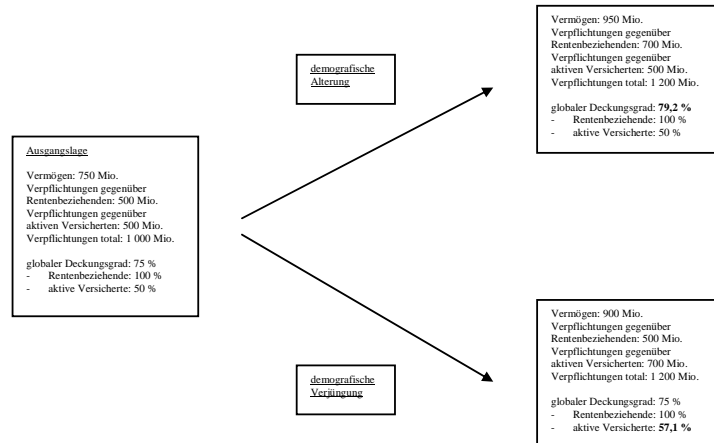 Ausgangslage
Vermögen: 750 Mio.
Verpflichtungen gegenüber
Rentenbeziehenden: 500 Mio.
Verpflichtungen gegenüber
aktiven Versicherten: 500 Mio.
Verpflichtungen total: 1 000 Mio.
globaler Deckungsgrad: 75 %
- Rentenbeziehende: 100 %
- aktive Versicherte: 50 %
demografische
Alterung
Vermögen: 950 Mio.
Verpflichtungen gegenüber
Rentenbeziehenden: 700 Mio.
Verpflichtungen gegenüber
aktiven Versicherten: 500 Mio.
Verpflichtungen total: 1 200 Mio.
globaler Deckungsgrad: 79,2 %
- Rentenbeziehende: 100 %
- aktive Versicherte: 50 %
demografische
Verjüngung
Vermögen: 900 Mio.
Verpflichtungen gegenüber
Rentenbeziehenden: 500 Mio.
Verpflichtungen gegenüber
aktiven Versicherten: 700 Mio.
Verpflichtungen total: 1 200 Mio.
globaler Deckungsgrad: 75 %
- Rentenbeziehende: 100 %
- aktive Versicherte: 57,1 %